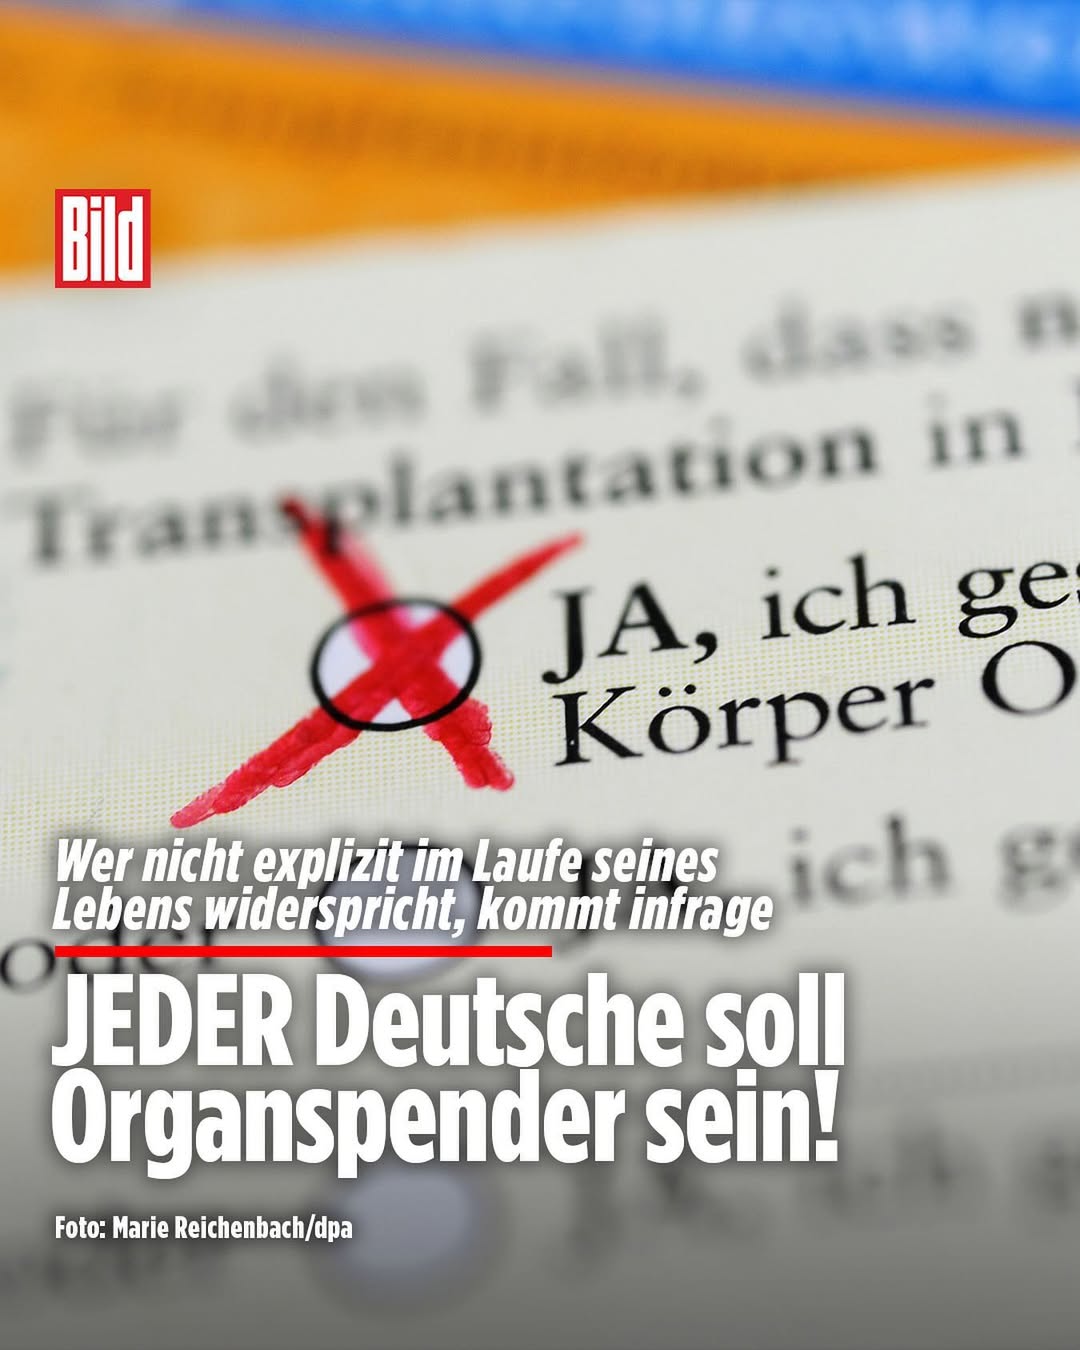 Bild
Für den Fall, dass
Transplantation in
JA, ich
Körper
ich
oder
Wer nicht explizit im Laufe seines
Lebens widerspricht, kommt infrage
JEDER Deutsche soll
Organspender sein!
Foto: Marie Reichenbach/dpa